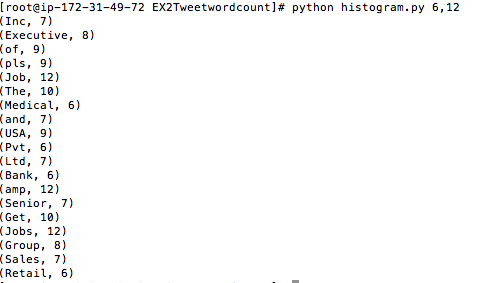 [root@ip-172-31-49-72 EX2Tweetwordcount]# python histogram.py 6,12
(Inc, 7)
(Executive, 8)
(of, 9)
(pls, 9)
(Job, 12)
(The, 10)
(Medical, 6)
(and, 7)
(USA, 9)
(Pvt, 6)
(Ltd, 7)
(Bank, 6)
(amp, 12)
(Senior, 7)
(Get, 10)
(Jobs, 12)
(Group, 8)
(Sales, 7)
(Retail, 6)